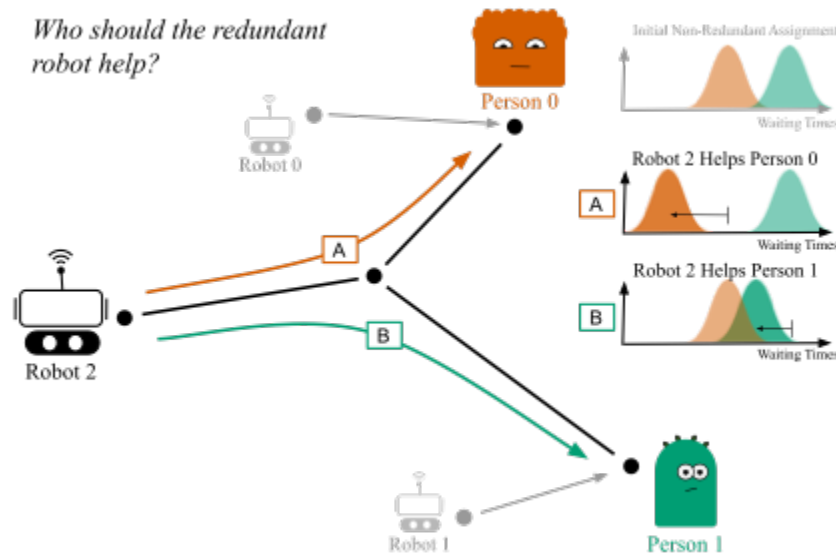 Who should the redundant
robot help?
Person 0
Robot 0
Initial Non-Redundant Assignment
Waiting Times
Robot 2 Helps Person 0
A
Waiting Times
Robot 2 Helps Person 1
B
Waiting Times
A
B
Robot 2
Robot 1
Person 1